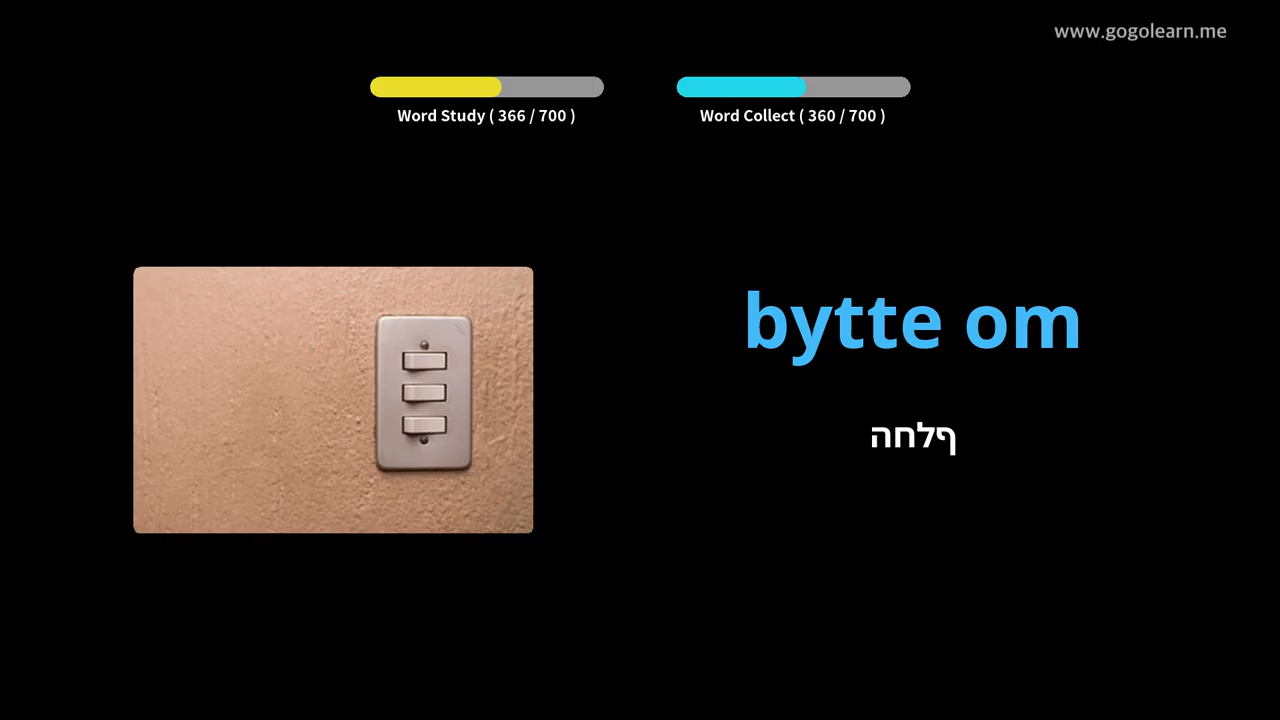 www.gogolearn.me
Word Study ( 366 / 700 )
Word Collect ( 360 / 700 )
bytte om
ףלחה